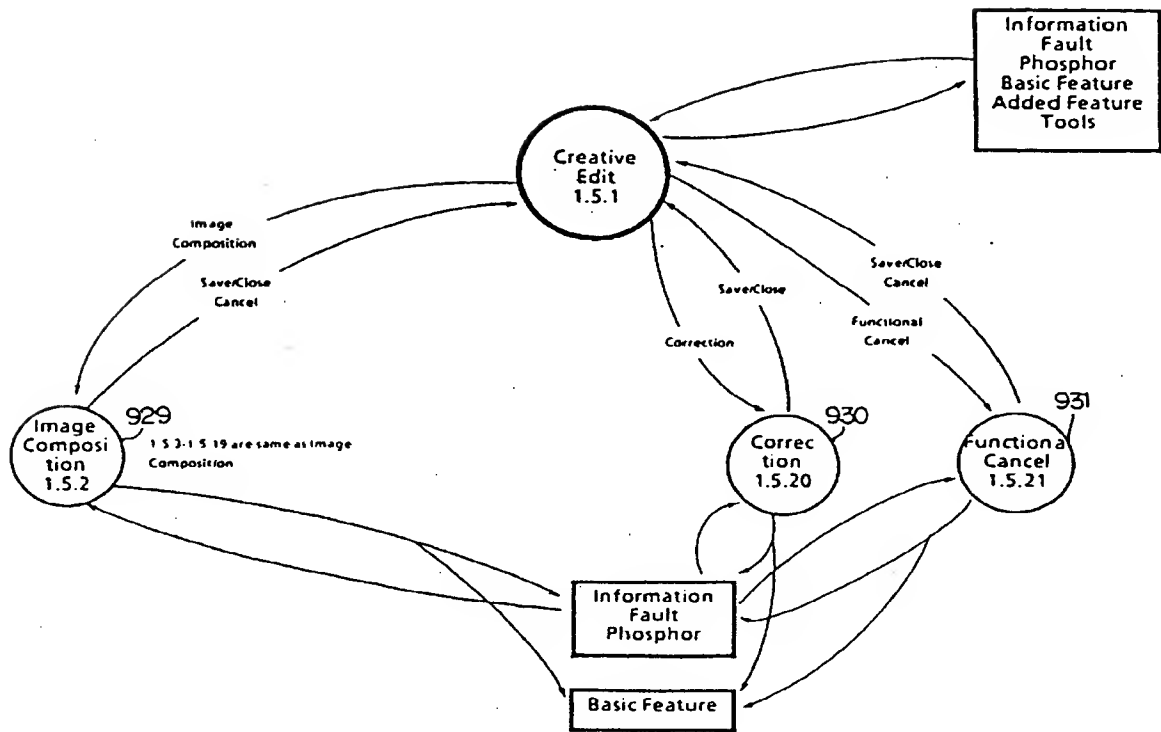 Information
Fault
Phosphor
Basic Feature
Added Feature
Tools
Creative
Edit
1.5.1
Image
Composition
Save/Close
Cancel
Save/Close
Correction
Save/Close
Cancel
Functional
Cancel
929
Image
Composi
tion
1.5.2
1.5.3-1.5.19 are same as Image
Composition
930
Correc
tion
1.5.20
931
Functional
Cancel
1.5.21
Information
Fault
Phosphor
Basic Feature